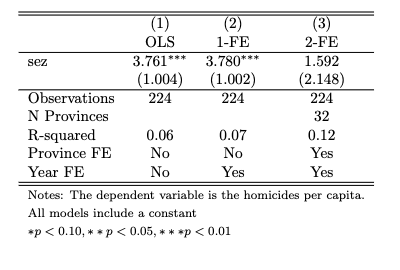 (1) (2) (3)
OLS 1-FE 2-FE
sez 3.761*** 3.780*** 1.592
(1.004) (1.002) (2.148)
Observations 224 224 224
N Provinces 32
R-squared 0.06 0.07 0.12
Province FE No No Yes
Year FE No Yes Yes
Notes: The dependent variable is the homicides per capita.
All models include a constant
*p < 0.10, **p < 0.05, ***p < 0.01